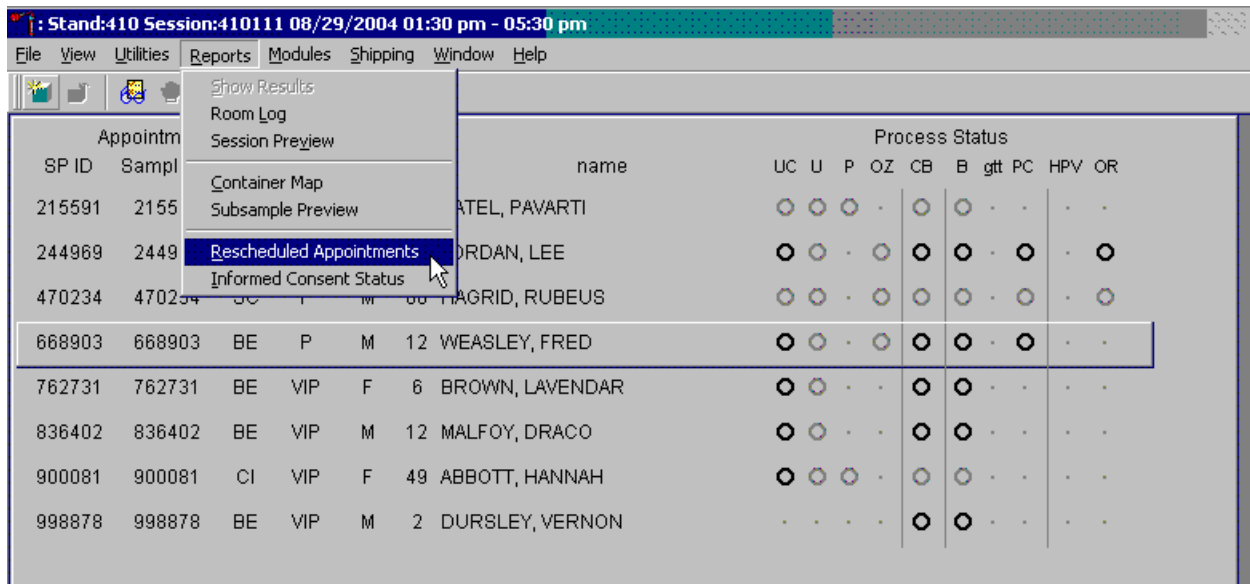 : Stand:410 Session:410111 08/29/2004 01:30 pm - 05:30 pm
File View Utilities Reports Modules Shipping Window Help
Show Results
Room Log
Session Preview
Container Map
Subsample Preview
Rescheduled Appointments
Informed Consent Status
Appointm Process Status
SP ID Sampl name UC U P OZ CB B gtt PC HPV OR
215591 2155 ATEL, PAVARTI
244969 2449 ORDAN, LEE
470234 470234 M HAGRID, RUBEUS
668903 668903 BE P M 12 WEASLEY, FRED
762731 762731 BE VIP F 6 BROWN, LAVENDAR
836402 836402 BE VIP M 12 MALFOY, DRACO
900081 900081 CI VIP F 49 ABBOTT, HANNAH
998878 998878 BE VIP M 2 DURSLEY, VERNON